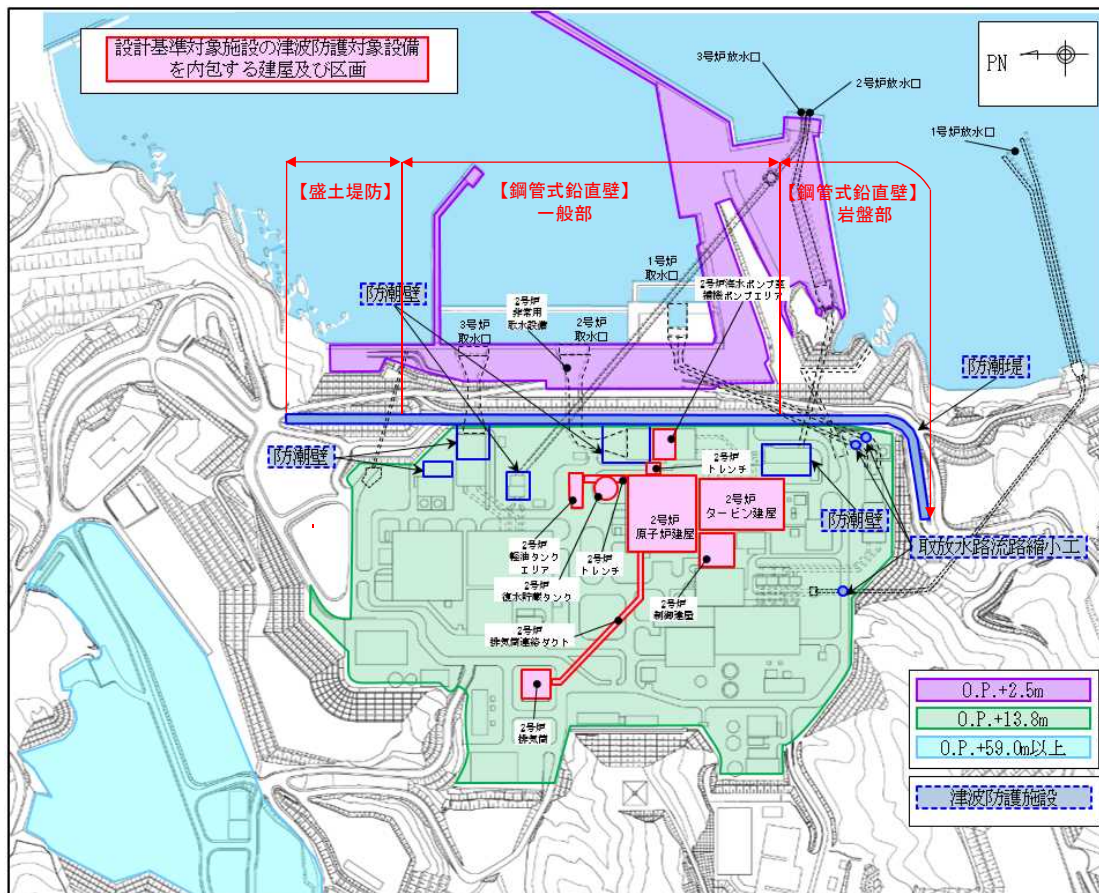 設計基準対象施設の津波防護対象設備
を内包する建屋及び区画
PN
3号炉放水口
2号炉放水口
1号炉放水口
【盛土堤防】
【鋼管式鉛直壁】
一般部
【鋼管式鉛直壁】
岩盤部
防潮壁
1号炉
取水口
2号炉海水ポンプ室
補機ポンプエリア
2号炉
非常用
取水設備
3号炉
取水口
2号炉
取水口
防潮堤
防潮壁
2号炉
トレンチ
2号炉
原子炉建屋
2号炉
タービン建屋
防潮壁
取放水路流路縮小工
2号炉
軽油タンク
エリア
2号炉
トレンチ
2号炉
復水貯蔵タンク
2号炉
制御建屋
2号炉
排気筒連絡ダクト
2号炉
排気筒
O.P.+2.5m
O.P.+13.8m
O.P.+59.0m以上
津波防護施設